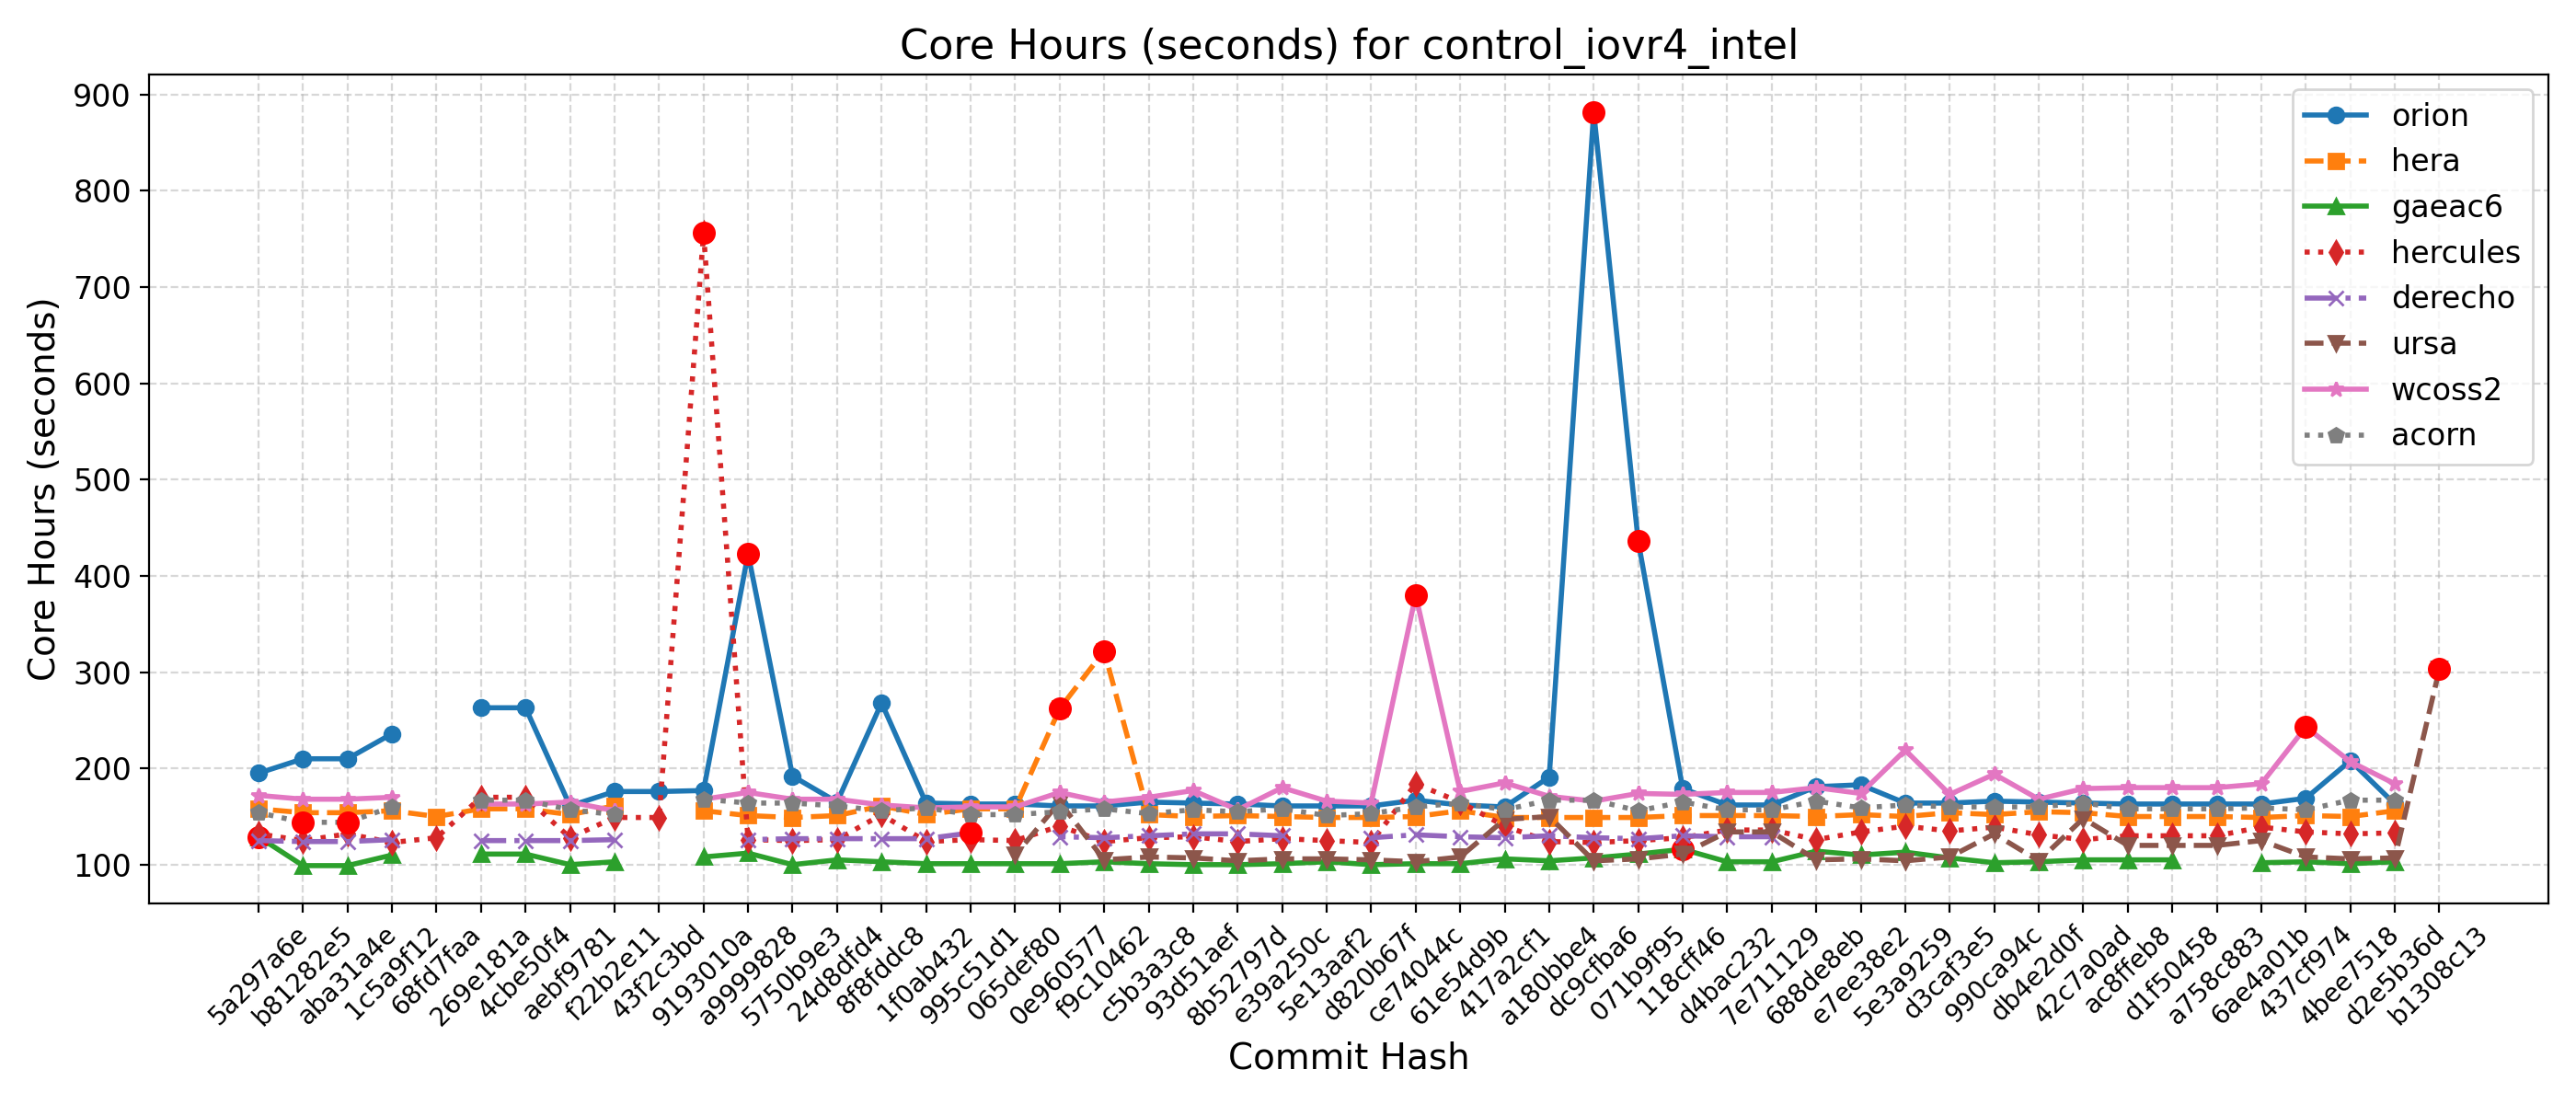 Core Hours (seconds) for control_iovr4_intel
Core Hours (seconds)
900
800
700
600
500
400
300
200
100
orion
hera
gaeac6
hercules
derecho
ursa
wcoss2
acorn
5a297a6e
b81282e5
aba31a4e
1c5a9f12
68fd7faa
269e181a
4cbe50f4
aebf9781
f22b2e11
43f2c3bd
9193010a
a9999828
5750b9e3
24d8dfd4
8f8fddc8
1f0ab432
995c51d1
065def80
0e960577
f9c10462
c5b3a3c8
93d51aef
8b52797d
e39a250c
5e13aaf2
d820b67f
ce74044c
61e54d9b
417a2cf1
a180bbe4
dc9cfba6
071b9f95
118cff46
d4bac232
7e711129
688de8eb
e7ee38e2
5e3a9259
d3caf3e5
990ca94c
db4e2d0f
42c7a0ad
ac8ffeb8
d1f50458
a758c883
6ae4a01b
437cf974
4bee7518
d2e5b36d
b1308c13
Commit Hash